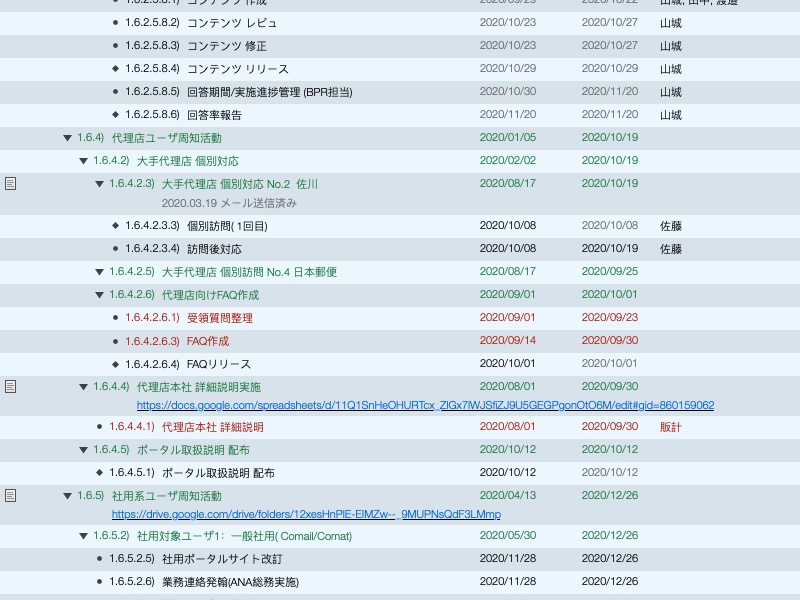 1.6.2.5.8.2) コンテンツ レビュ 2020/10/23 2020/10/27 山城
1.6.2.5.8.3) コンテンツ 修正 2020/10/23 2020/10/27 山城
1.6.2.5.8.4) コンテンツ リリース 2020/10/29 2020/10/29 山城
1.6.2.5.8.5) 回答期間/実施進捗管理 (BPR担当) 2020/10/30 2020/11/20 山城
1.6.2.5.8.6) 回答率報告 2020/11/20 2020/11/20 山城
1.6.4) 代理店ユーザ周知活動 2020/01/05 2020/10/19
1.6.4.2) 大手代理店 個別対応 2020/02/02 2020/10/19
1.6.4.2.3) 大手代理店 個別対応 No.2 佐川 2020/08/17 2020/10/19
2020.03.19 メール送信済み
1.6.4.2.3.3) 個別訪問( 1回目) 2020/10/08 2020/10/08 佐藤
1.6.4.2.3.4) 訪問後対応 2020/10/08 2020/10/19 佐藤
1.6.4.2.5) 大手代理店 個別訪問 No.4 日本郵便 2020/08/17 2020/09/25
1.6.4.2.6) 代理店向けFAQ作成 2020/09/01 2020/10/01
1.6.4.2.6.1) 受領質問整理 2020/09/01 2020/09/23
1.6.4.2.6.3) FAQ作成 2020/09/14 2020/09/30
1.6.4.2.6.4) FAQリリース 2020/10/01 2020/10/01
1.6.4.4) 代理店本社 詳細説明実施 2020/08/01 2020/09/30
https://docs.google.com/spreadsheets/d/11Q1SnHeOHURTcx_ZlGx7lWJSfiZJ9U5GEGPgonOtO6M/edit#gid=860159062
1.6.4.4.1) 代理店本社 詳細説明 2020/08/01 2020/09/30 販計
1.6.4.5) ポータル取扱説明 配布 2020/10/12 2020/10/12
1.6.4.5.1) ポータル取扱説明 配布 2020/10/12 2020/10/12
1.6.5) 社用系ユーザ周知活動 2020/04/13 2020/12/26
https://drive.google.com/drive/folders/12xesHnPIE-EIMZw--_9MUPNsQdF3LMmp
1.6.5.2) 社用対象ユーザ1：一般社用( Comail/Comat) 2020/05/30 2020/12/26
1.6.5.2.5) 社用ポータルサイト改訂 2020/11/28 2020/12/26
1.6.5.2.6) 業務連絡発翰(ANA総務実施) 2020/11/28 2020/12/26